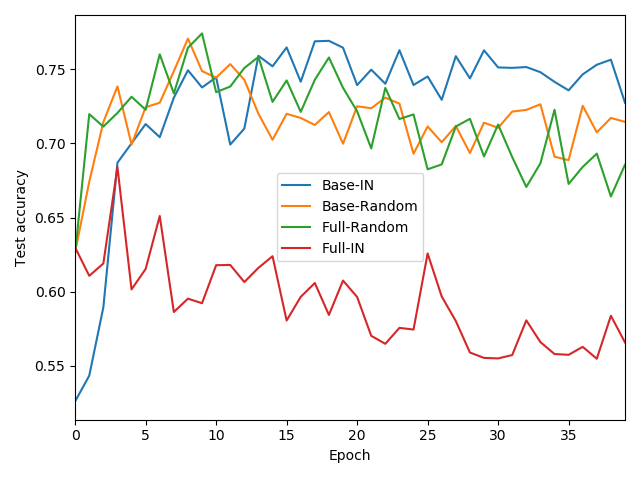 Test accuracy
0.75
0.70
0.65
0.60
0.55
Base-IN
Base-Random
Full-Random
Full-IN
0 5 10 15 20 25 30 35
Epoch